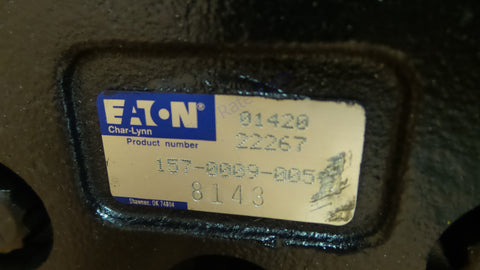 EATON 01420
Char-Lynn 22267
Product number
157-0009-005
8143
Shawnee, OK 74804